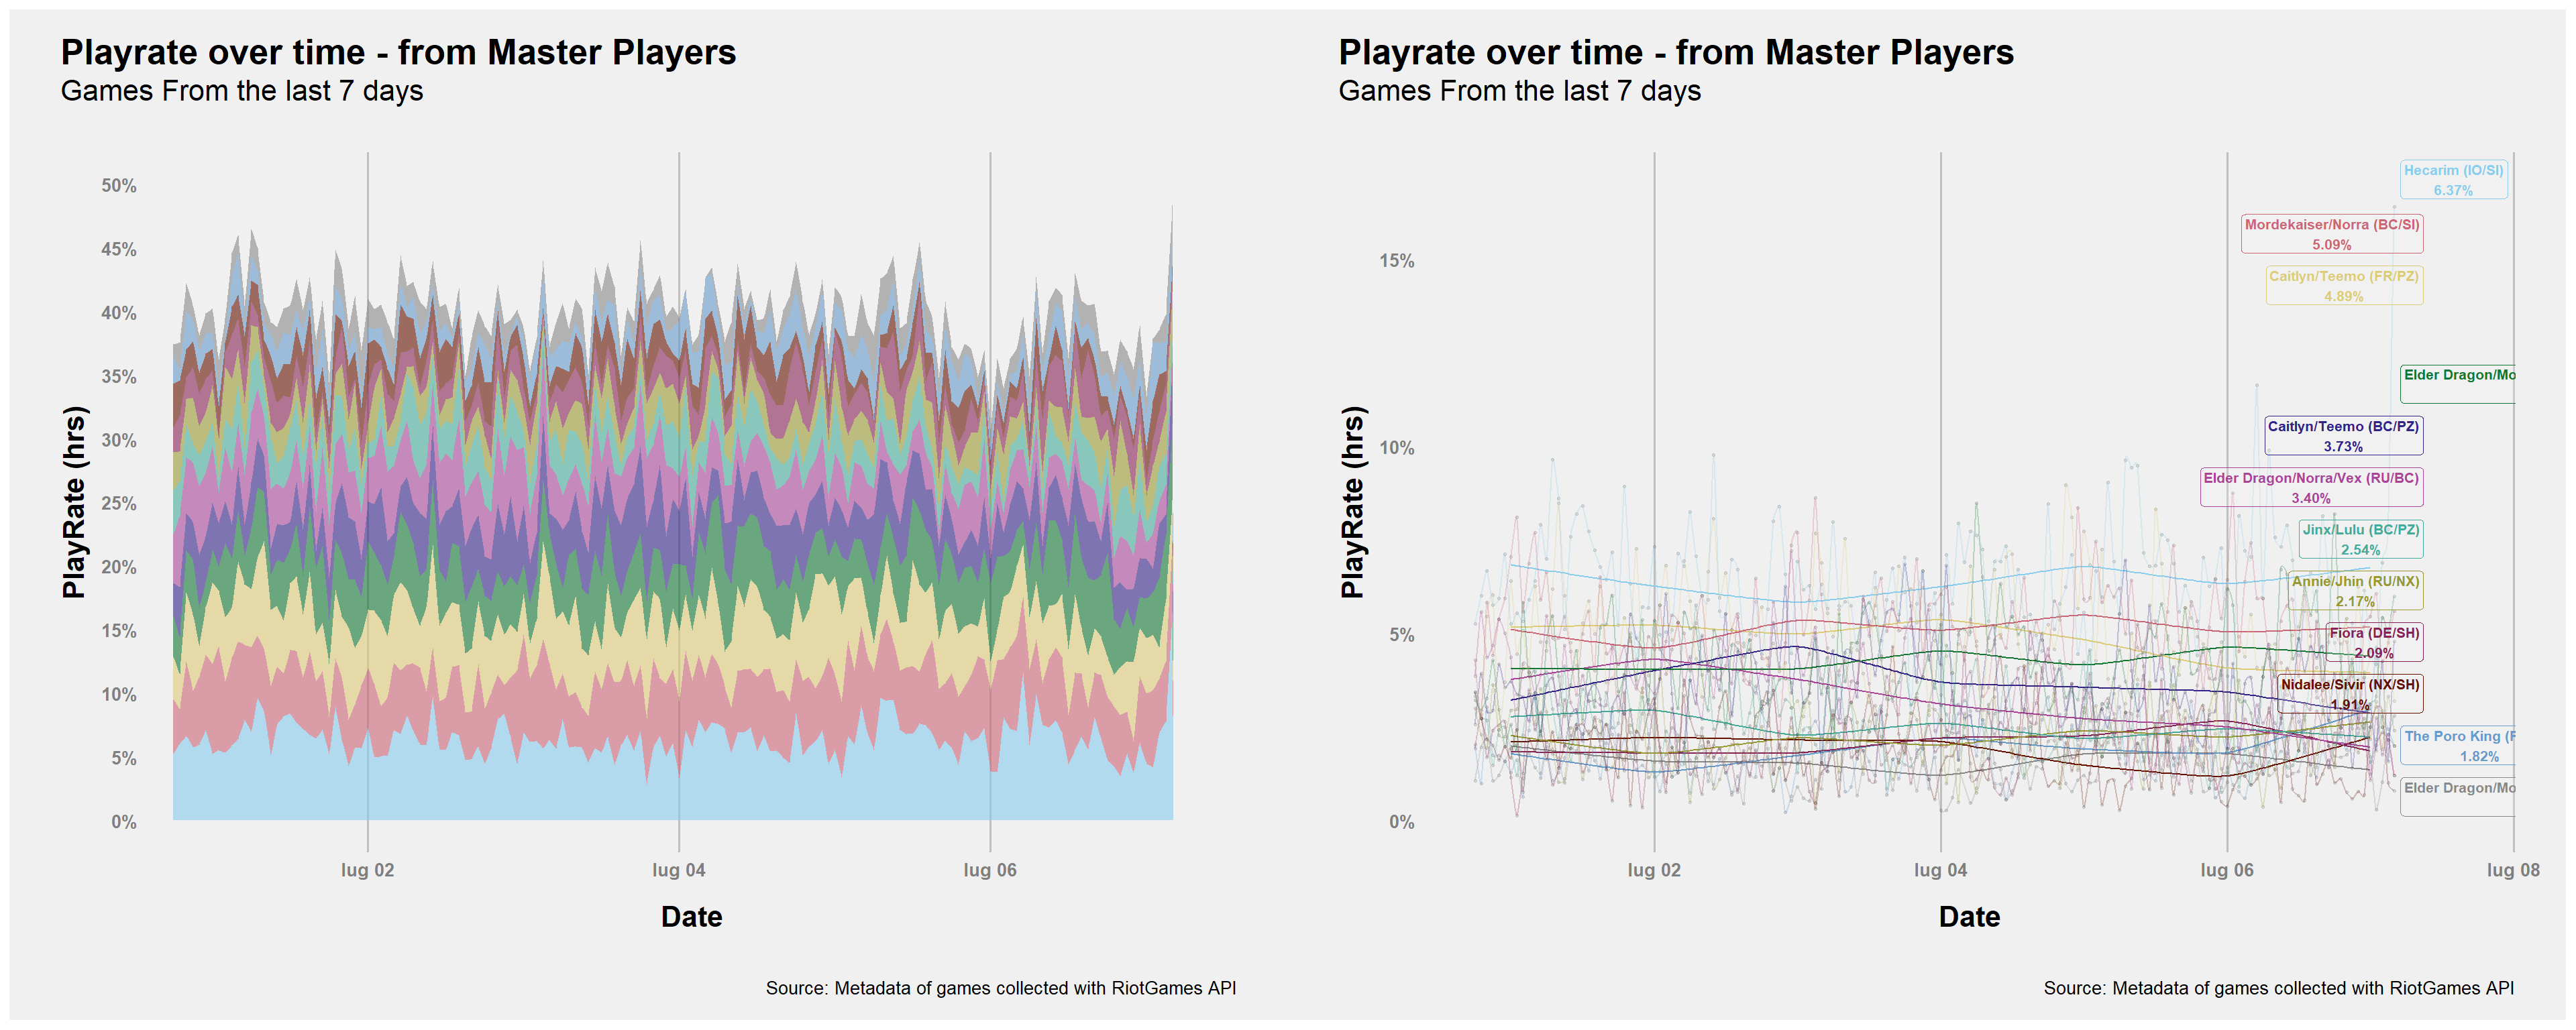 Playrate over time - from Master Players
Games From the last 7 days
PlayRate (hrs)
50%
45%
40%
35%
30%
25%
20%
15%
10%
5%
0%
lug 02
lug 04
lug 06
Date
Source: Metadata of games collected with RiotGames API
Playrate over time - from Master Players
Games From the last 7 days
PlayRate (hrs)
15%
10%
5%
0%
Hecarim (IO/SI)
6.37%
Mordekaiser/Norra (BC/SI)
5.09%
Caitlyn/Teemo (FR/PZ)
4.89%
Elder Dragon/Mo
Caitlyn/Teemo (BC/PZ)
3.73%
Elder Dragon/Norra/Vex (RU/BC)
3.40%
Jinx/Lulu (BC/PZ)
2.54%
Annie/Jhin (RU/NX)
2.17%
Fiora (DE/SH)
2.09%
Nidalee/Sivir (NX/SH)
1.91%
The Poro King (F
1.82%
Elder Dragon/Mo
lug 02
lug 04
lug 06
lug 08
Date
Source: Metadata of games collected with RiotGames API